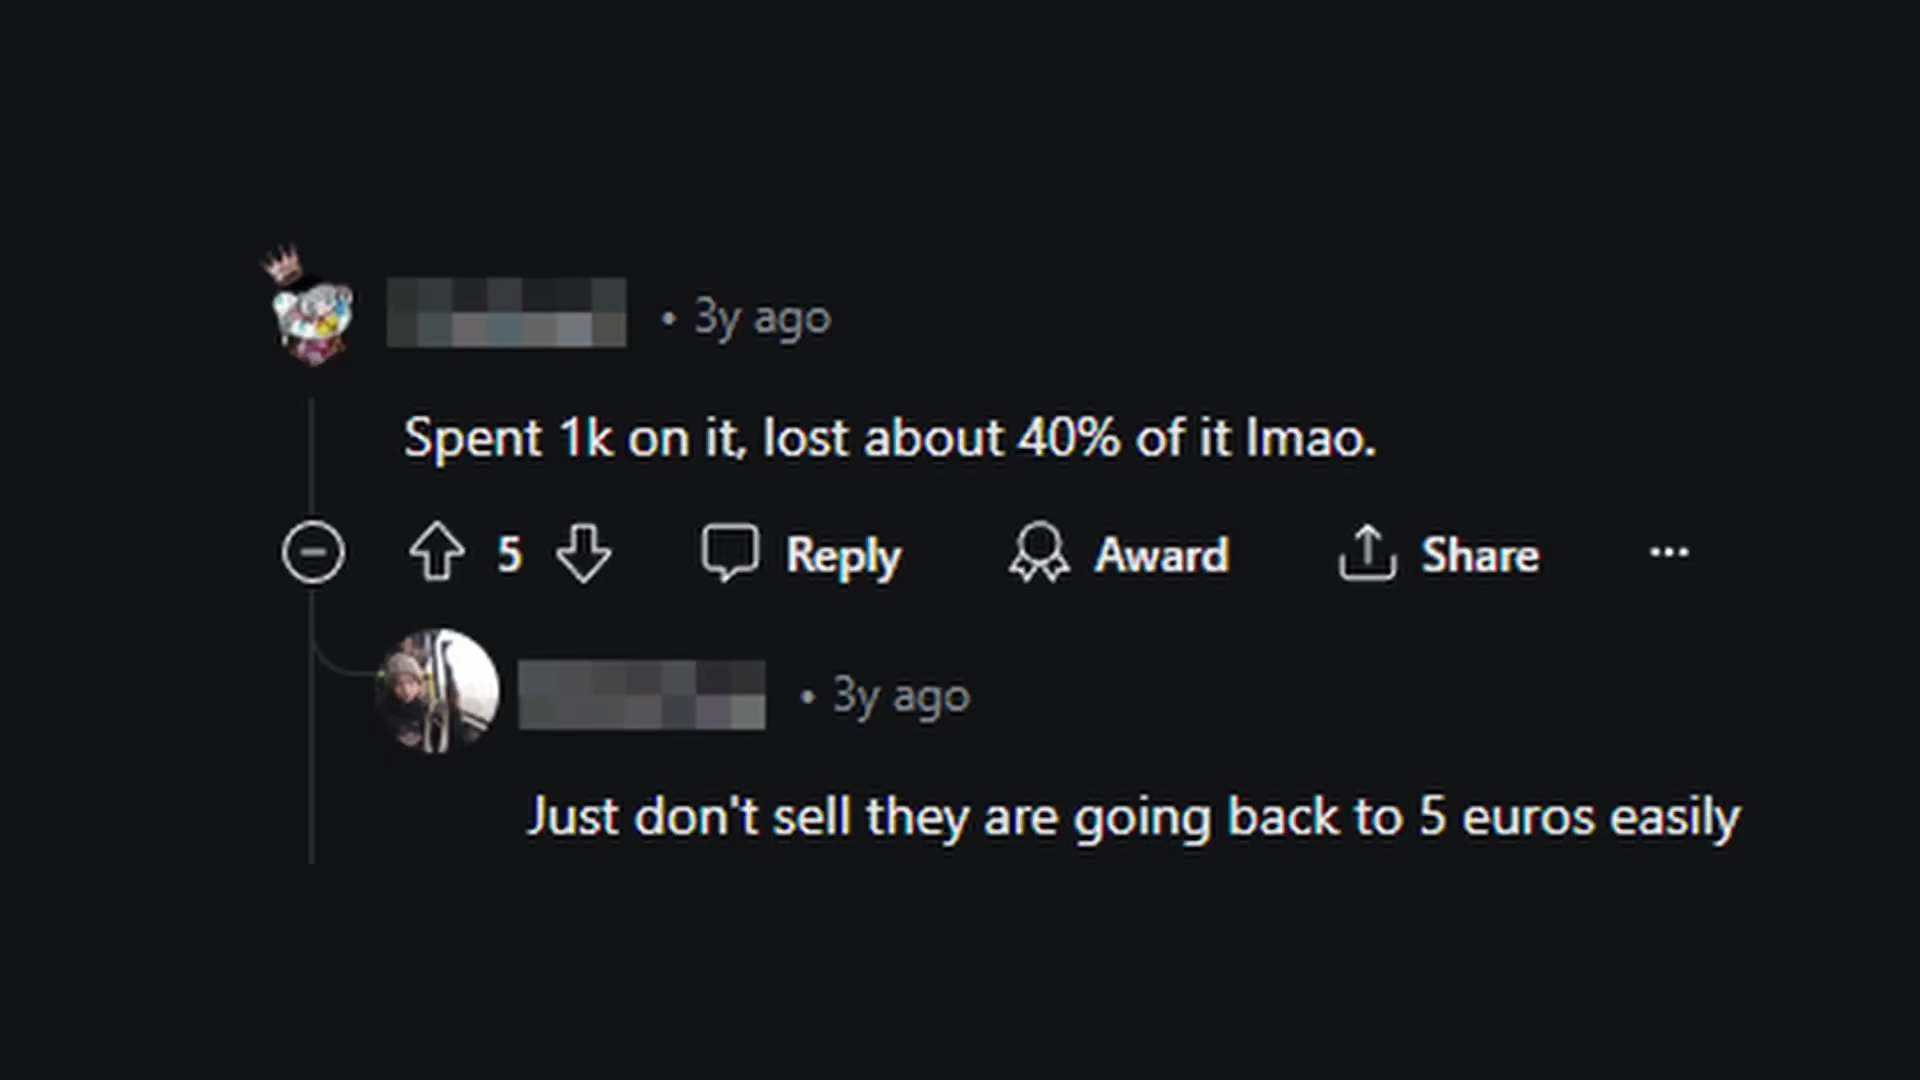 • 3y ago
Spent 1k on it, lost about 40% of it lmao.
5 Reply Award Share ...
• 3y ago
Just don't sell they are going back to 5 euros easily